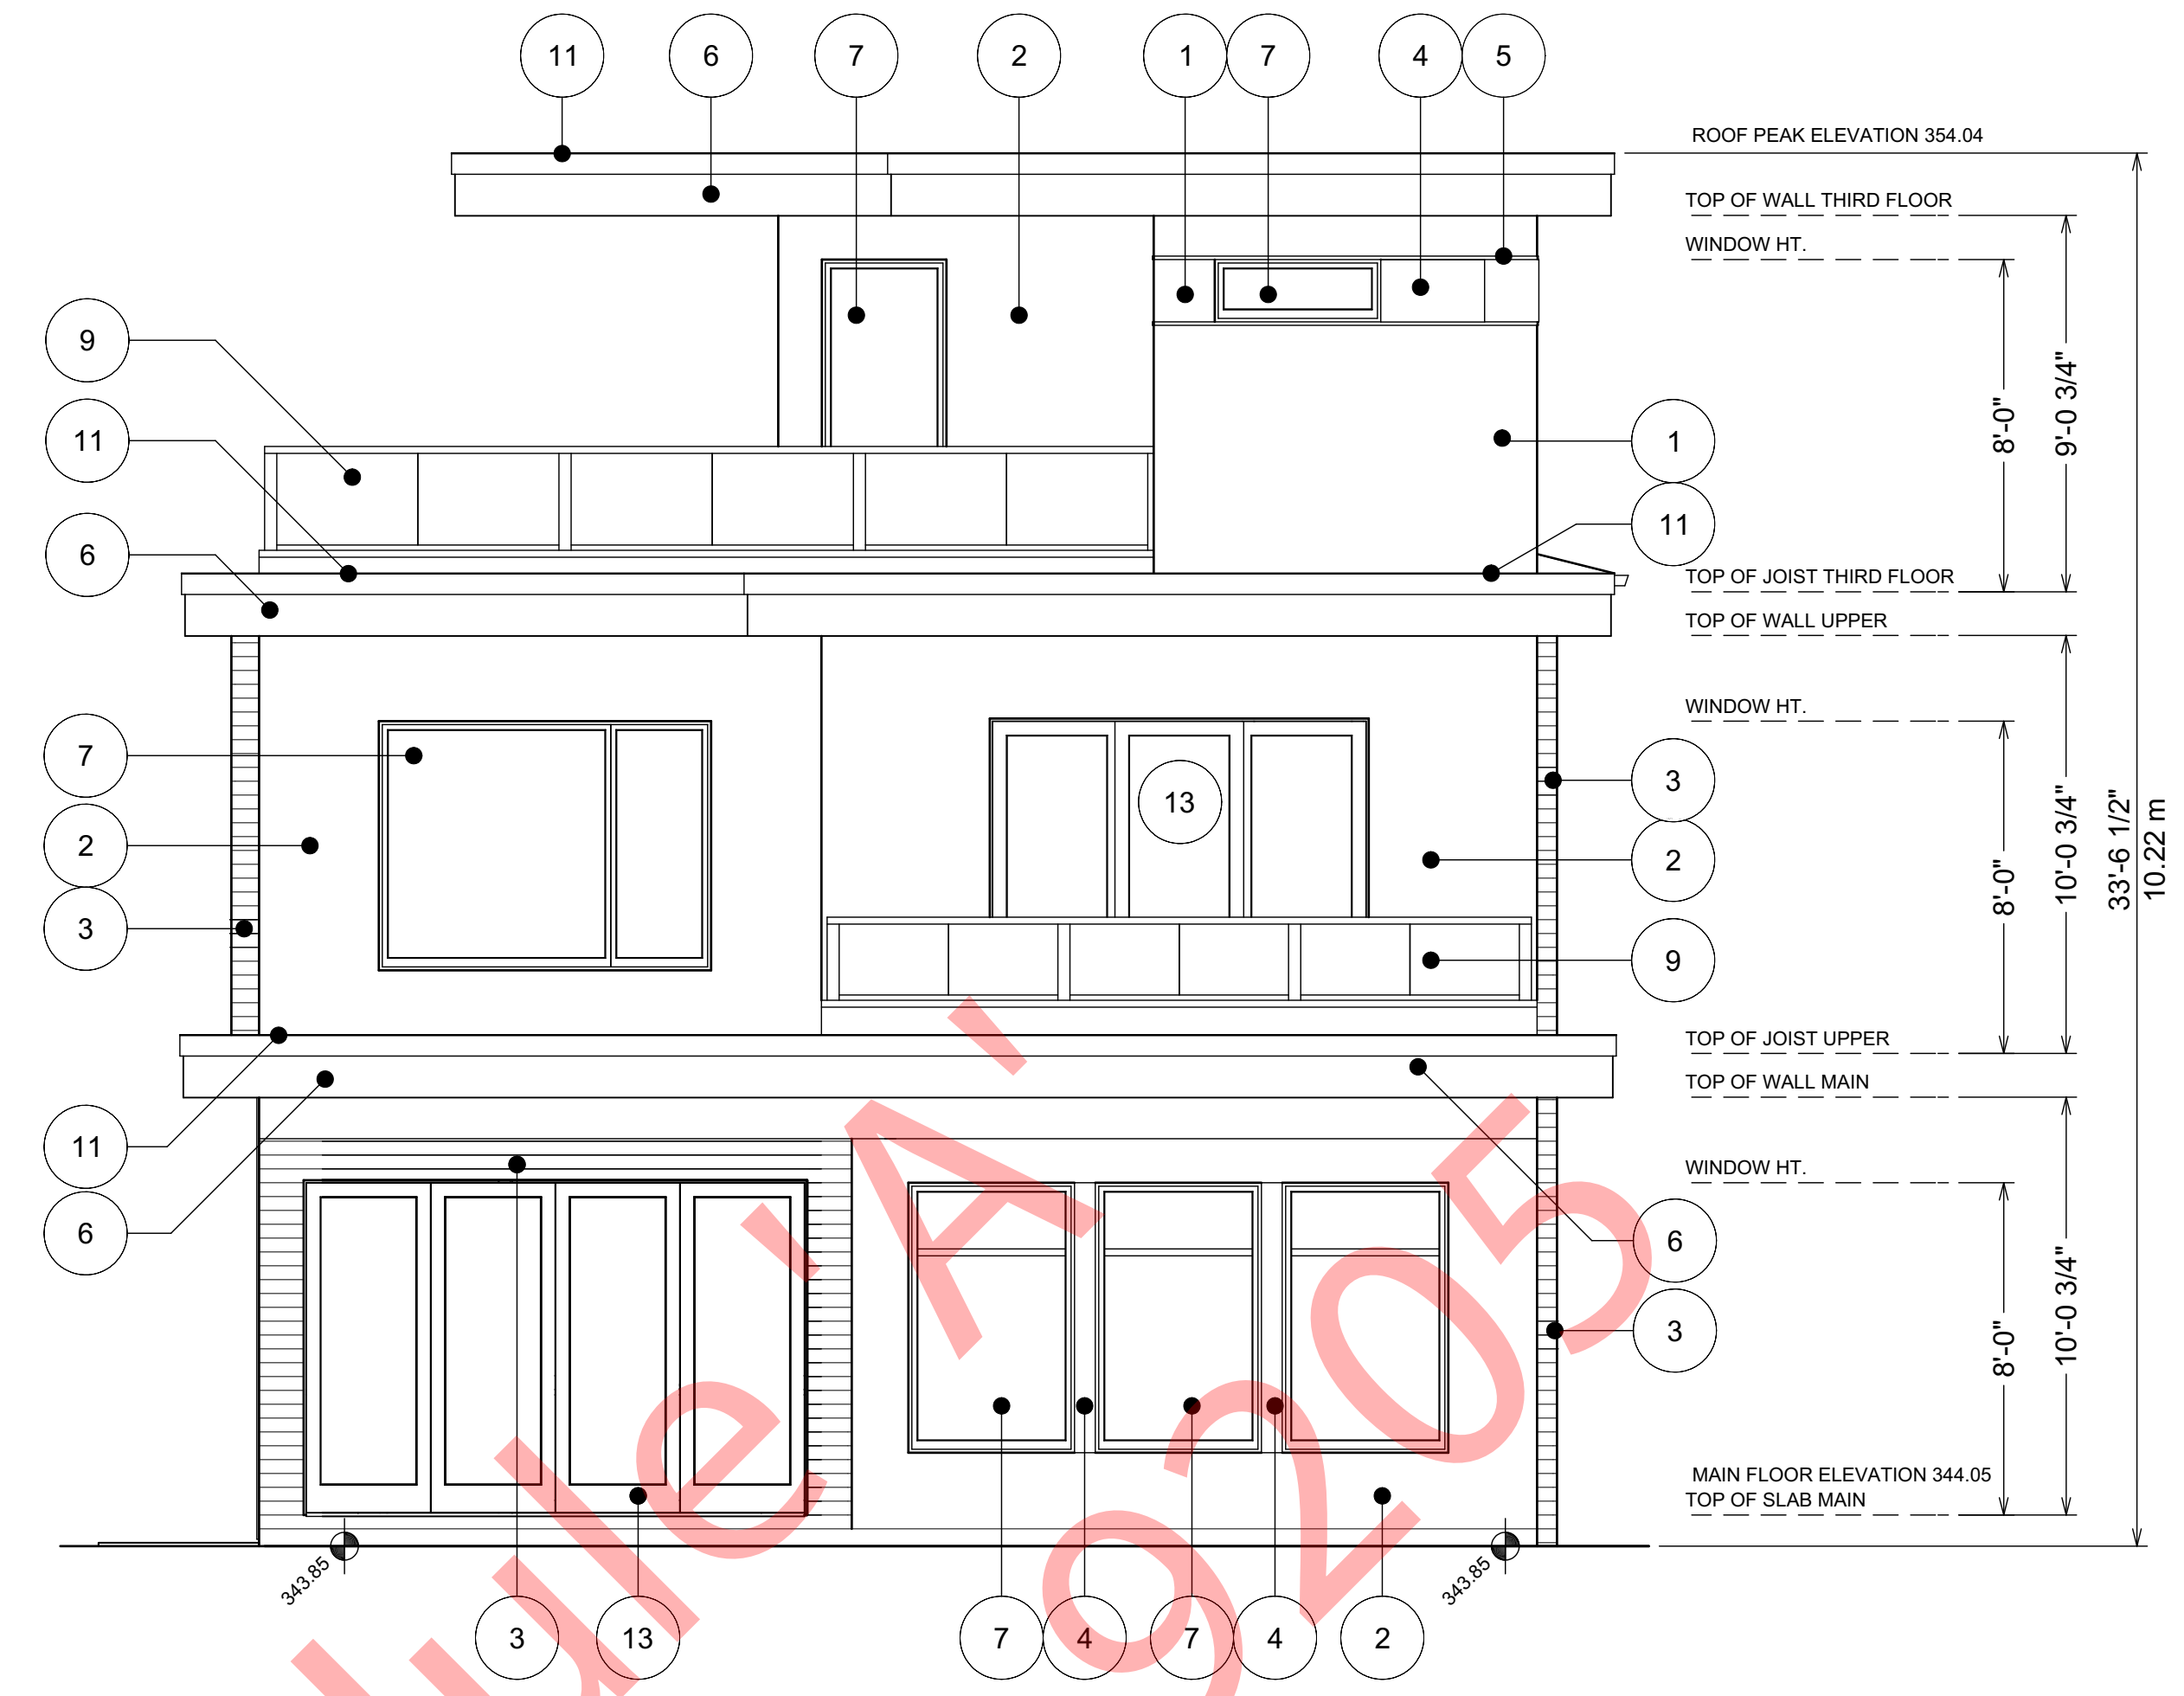 11 6 7 2 1 7 4 5
ROOF PEAK ELEVATION 354.04
TOP OF WALL THIRD FLOOR
WINDOW HT.
9
11
6
1
11
8'-0"
9'-0 3/4"
TOP OF JOIST THIRD FLOOR
TOP OF WALL UPPER
WINDOW HT.
7
2
3
13
3
2
9
8'-0"
10'-0 3/4"
33'-6 1/2"
10.22 m
TOP OF JOIST UPPER
TOP OF WALL MAIN
WINDOW HT.
11
6
6
3
8'-0"
10'-0 3/4"
MAIN FLOOR ELEVATION 344.05
TOP OF SLAB MAIN
343.85
343.85
3 13 7 4 7 4 2
ule 'A'
9205